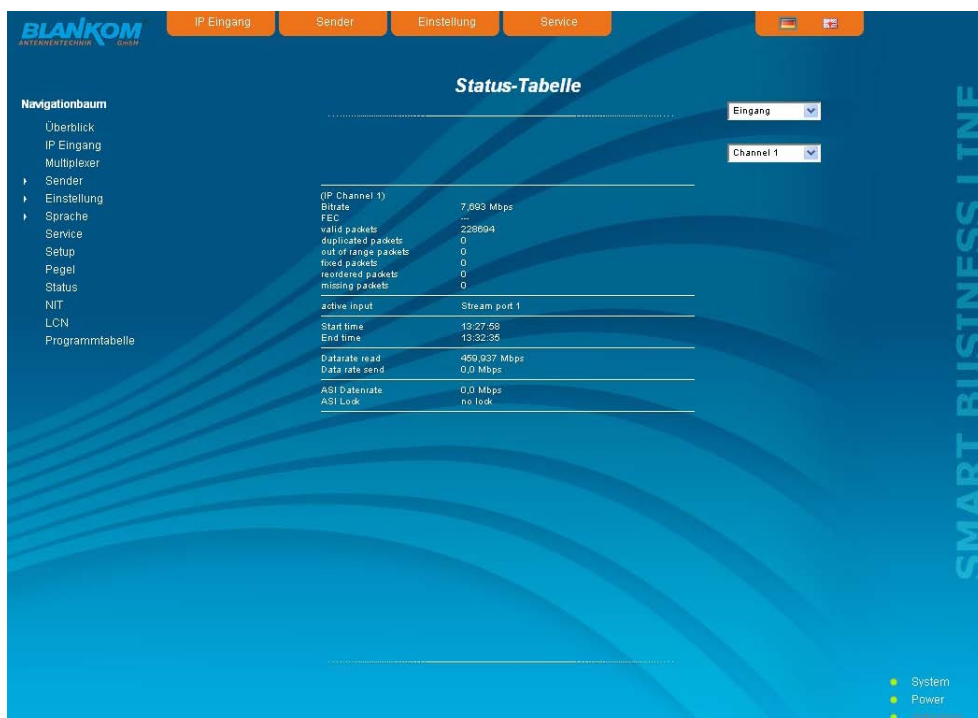 BLANKOM
ANTENNENTECHNIK GmbH
IP Eingang
Sender
Einstellung
Service
Status-Tabelle
Navigationbaum
Eingang
Channel 1
Überblick
IP Eingang
Multiplexer
Sender
Einstellung
Sprache
Service
Setup
Pegel
Status
NIT
LCN
Programmtabelle
(IP Channel 1)
Bitrate 7,693 Mbps
FEC ---
valid packets 228694
duplicated packets 0
out of range packets 0
fixed packets 0
reordered packets 0
missing packets 0
active input Stream port 1
Start time 13:27:58
End time 13:32:35
Datarate read 459,937 Mbps
Data rate send 0,0 Mbps
ASI Datenrate 0,0 Mbps
ASI Lock no lock
SMART BUSINESS LINE
System
Power